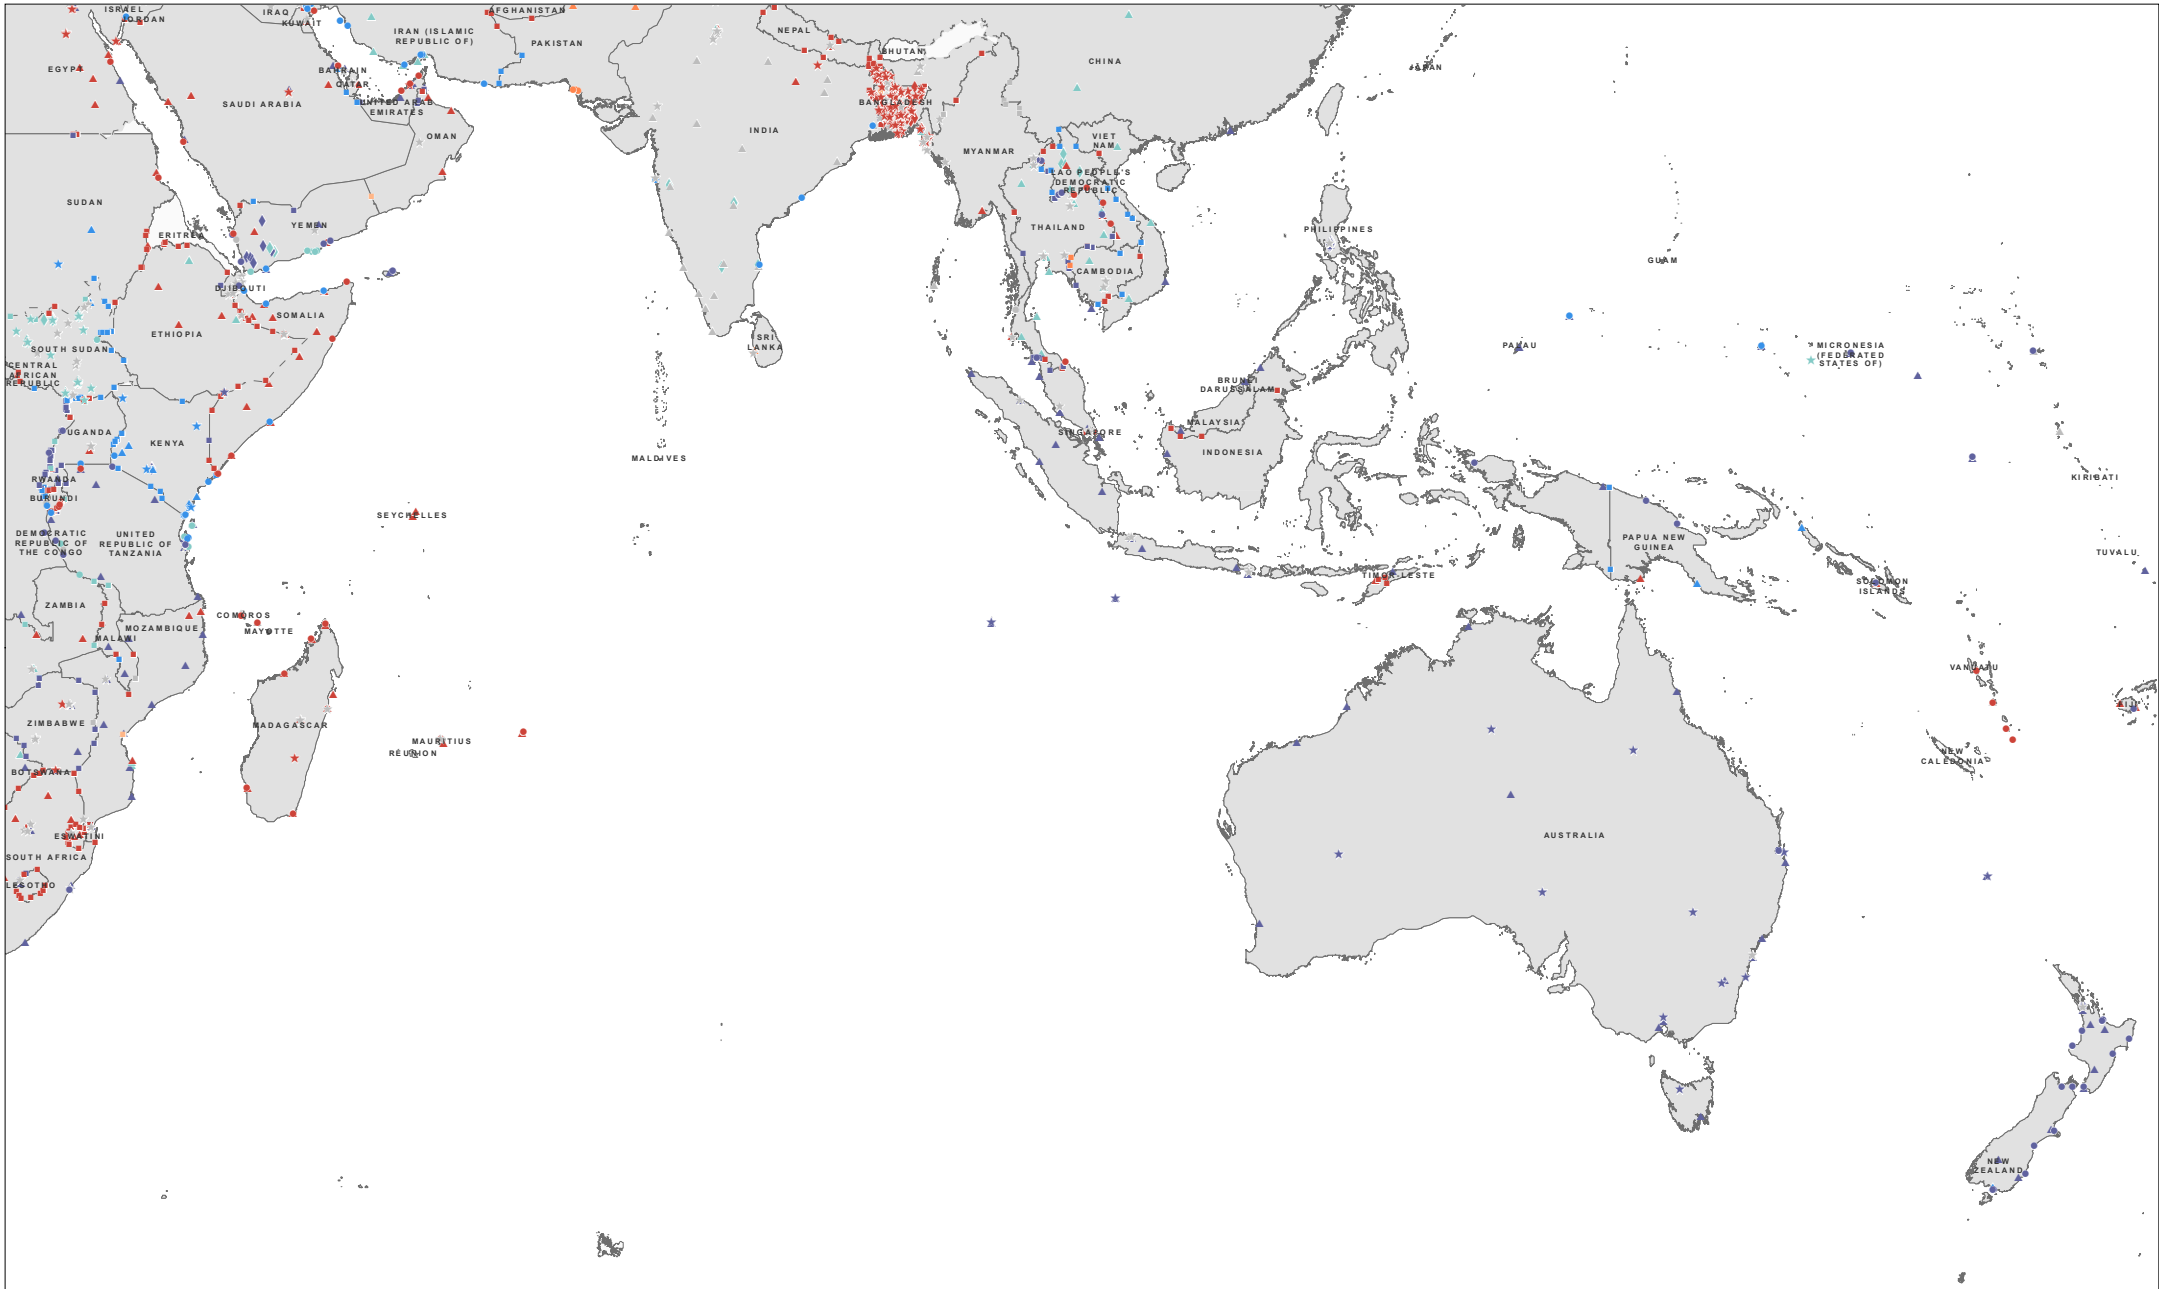 ISRAEL
JORDAN
IRAQ
KUWAIT
AFGHANISTAN
IRAN (ISLAMIC
REPUBLIC OF)
PAKISTAN
NEPAL
BHUTAN
CHINA
JAPAN
EGYPT
BAHRAIN
QATAR
SAUDI ARABIA
UNITED ARAB
EMIRATES
OMAN
BANGLADESH
INDIA
MYANMAR
VIET
NAM
LAO PEOPLE'S
DEMOCRATIC
REPUBLIC
SUDAN
YEMEN
ERITREA
THAILAND
PHILIPPINES
GUAM
CAMBODIA
DJIBOUTI
SOMALIA
ETHIOPIA
SRI
LANKA
SOUTH SUDAN
PALAU
MICRONESIA
(FEDERATED
STATES OF)
CENTRAL
AFRICAN
REPUBLIC
BRUNEI
DARUSSALAM
MALAYSIA
UGANDA
KENYA
SINGAPORE
INDONESIA
MALDIVES
RWANDA
BURUNDI
KIRIBATI
SEYCHELLES
DEMOCRATIC
REPUBLIC OF
THE CONGO
UNITED
REPUBLIC OF
TANZANIA
PAPUA NEW
GUINEA
TUVALU
TIMOR-LESTE
SOLOMON
ISLANDS
ZAMBIA
COMOROS
MAYOTTE
MOZAMBIQUE
MALAWI
VANUATU
FIJI
ZIMBABWE
MADAGASCAR
MAURITIUS
RÉUNION
NEW
CALEDONIA
BOTSWANA
AUSTRALIA
ESWATINI
SOUTH AFRICA
LESOTHO
NEW
ZEALAND